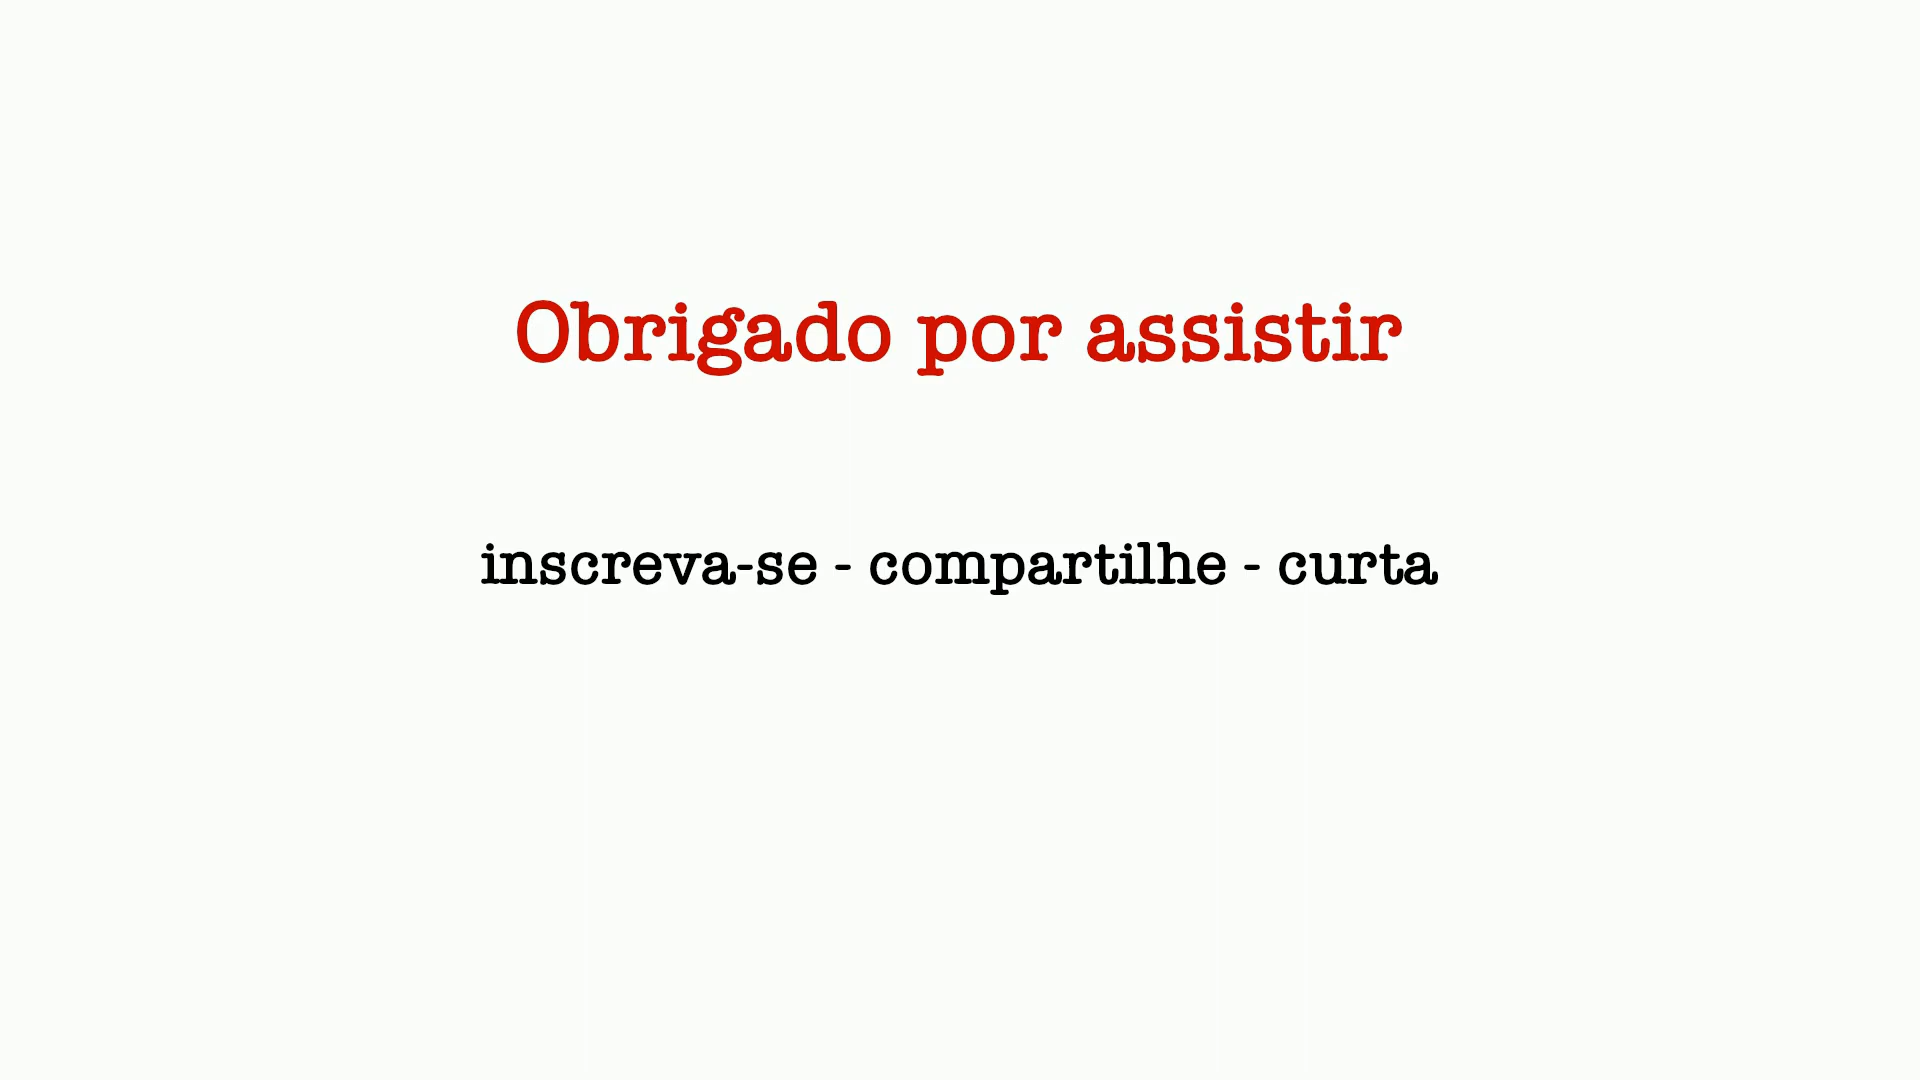 Obrigado por assistir
inscreva-se - compartilhe - curta